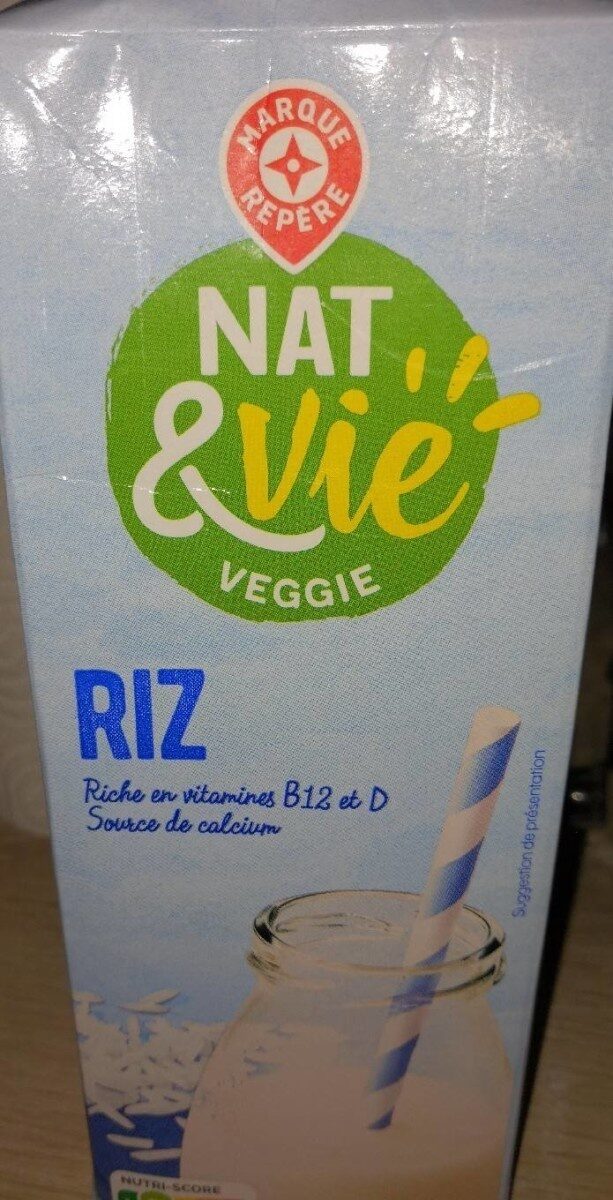 MARQUE
REPÈRE
NAT
&Vie
VEGGIE
RIZ
Riche en vitamines B12 et D
Source de calcium
Suggestion de présentation
NUTRI-SCORE